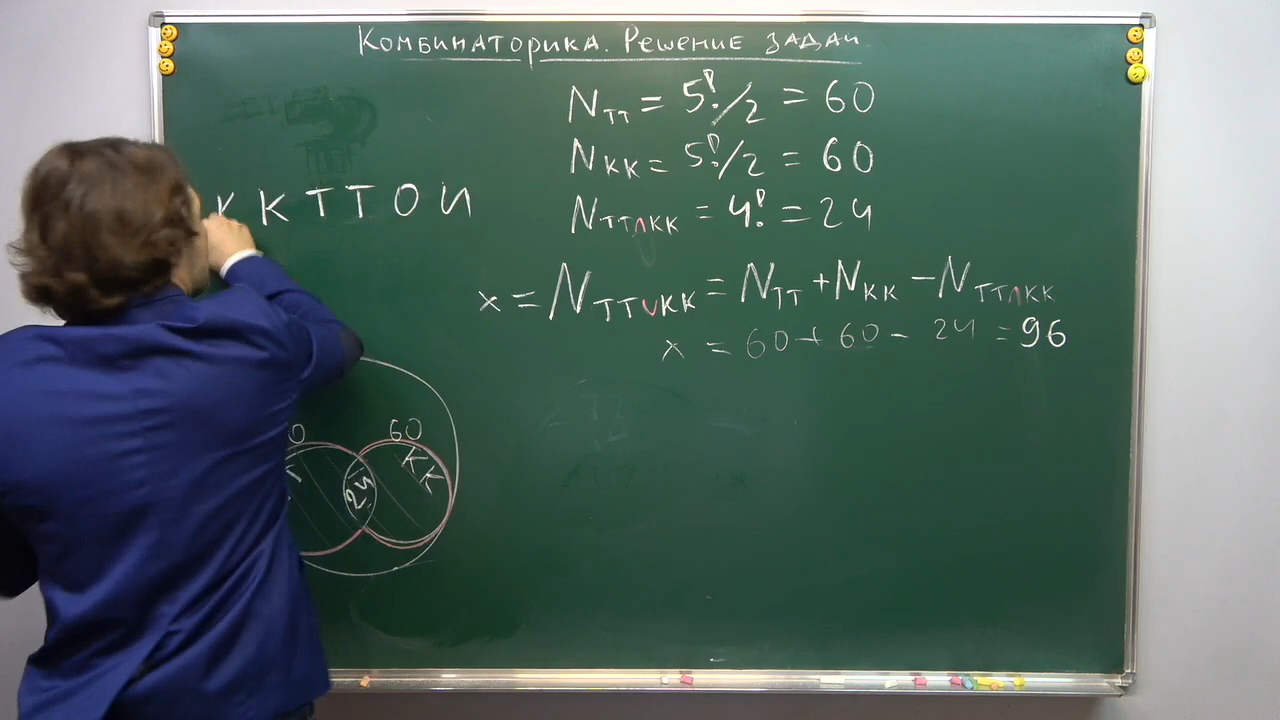 Комбинаторика. Решение задач.
N_ТТ = 5!/2 = 60
N_КК = 5!/2 = 60
ККТТОИ
N_ТТ∧КК = 4! = 24
x = N_ТТ∪КК = N_ТТ + N_КК - N_ТТ∧КК
x = 60 + 60 - 24 = 96
60
КК
24